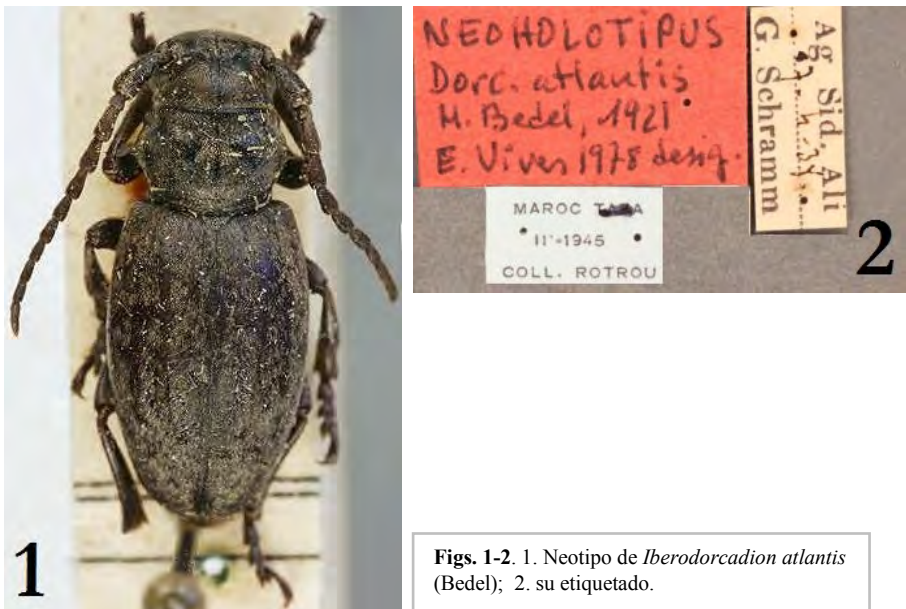 1
NEOHOLOTIPUS
Dorc. atlantis
M. Bedel, 1921
E. Vives 1978 desig.
Ag Sid. Ali
G. Schramm
MAROC
II-1945
COLL. ROTROU
2
Figs. 1-2. 1. Neotipo de Iberodorcadion atlantis
(Bedel); 2. su etiquetado.